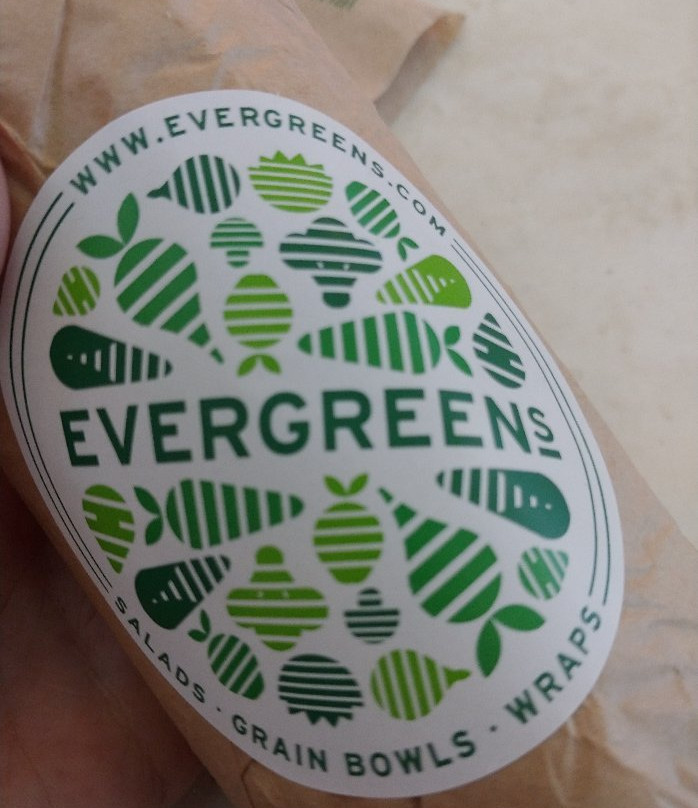 WWW.EVERGREENS.COM
EVERGREENS
SALADS · GRAIN BOWLS · WRAPS